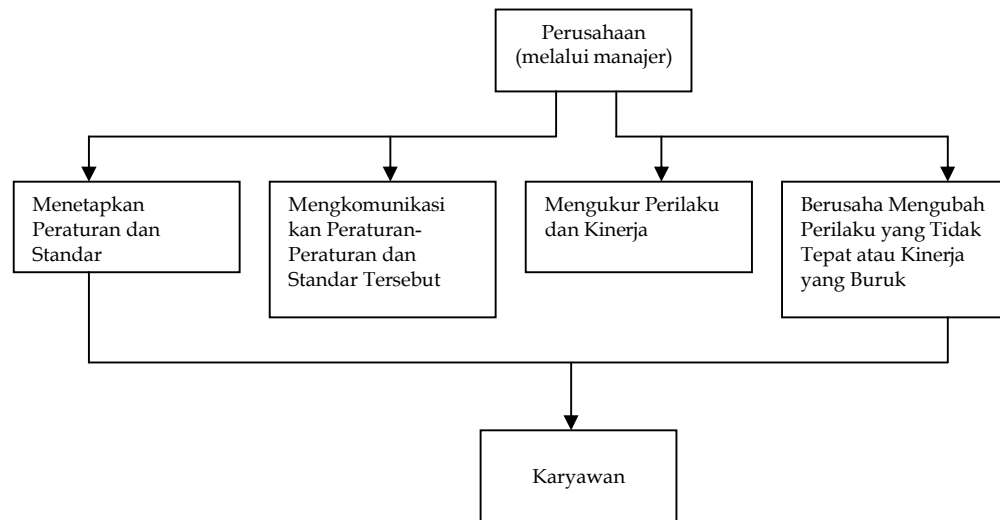 Perusahaan
(melalui manajer)
Menetapkan
Peraturan dan
Standar
Mengkomunikasi
kan Peraturan-
Peraturan dan
Standar Tersebut
Mengukur Perilaku
dan Kinerja
Berusaha Mengubah
Perilaku yang Tidak
Tepat atau Kinerja
yang Buruk
Karyawan